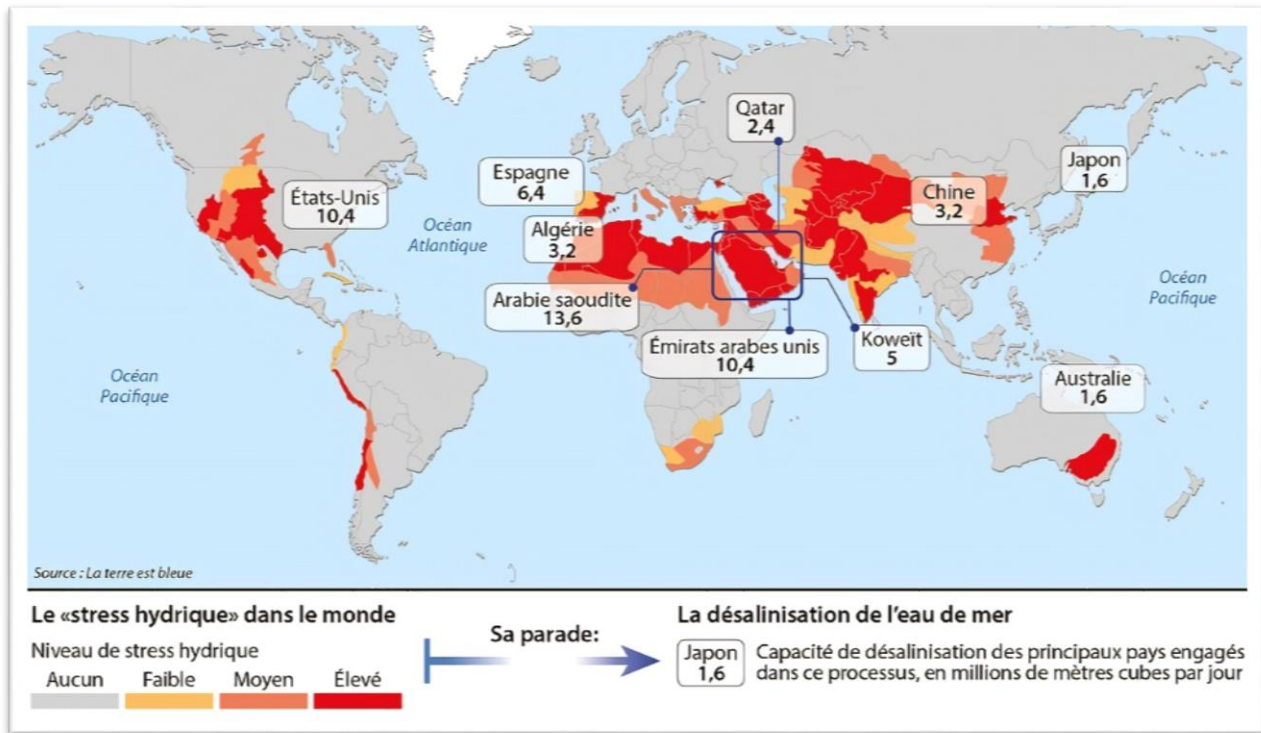 Qatar
2,4
Espagne
6,4
Japon
1,6
États-Unis
10,4
Chine
3,2
Océan
Atlantique
Algérie
3,2
Océan
Pacifique
Arabie saoudite
13,6
Émirats arabes unis
10,4
Koweït
5
Océan
Pacifique
Australie
1,6
Source : La terre est bleue
Le «stress hydrique» dans le monde
Niveau de stress hydrique
Aucun
Faible
Moyen
Élevé
Sa parade:
La désalinisation de l'eau de mer
Japon
1,6
Capacité de désalinisation des principaux pays engagés
dans ce processus, en millions de mètres cubes par jour